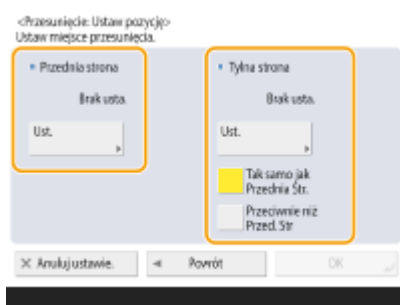 <Przesunięcie: Ustaw pozycję>
Ustaw miejsce przesunięcia.
Przednia strona
Brak usta.
Ust.
Tylna strona
Brak usta.
Ust.
Tak samo jak
Przednia Str.
Przeciwnie niż
Przed. Str
Anuluj ustawie.
Powrót
OK